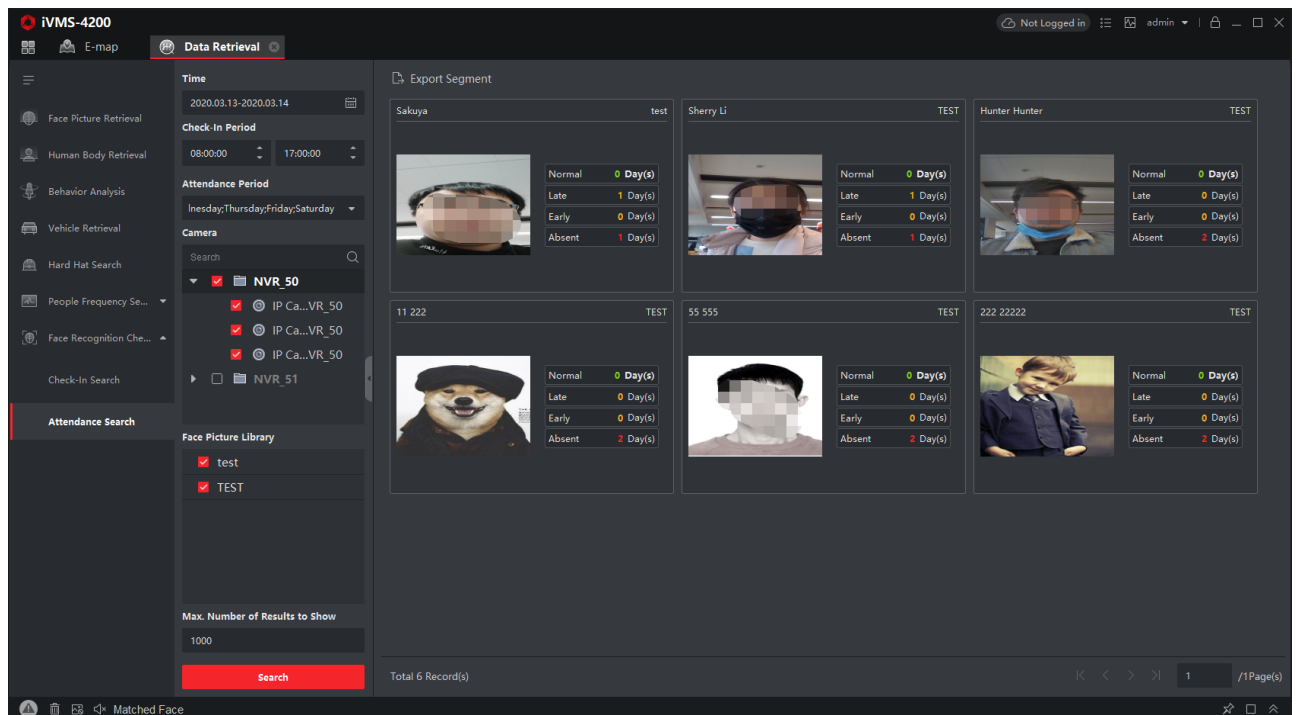 iVMS-4200
Not Logged in
admin
E-map
Data Retrieval
Face Picture Retrieval
Human Body Retrieval
Behavior Analysis
Vehicle Retrieval
Hard Hat Search
People Frequency Se...
Face Recognition Che...
Check-In Search
Attendance Search
Time
2020.03.13-2020.03.14
Check-In Period
08:00:00 17:00:00
Attendance Period
lnesday;Thursday;Friday;Saturday
Camera
Search
NVR_50
IP Ca...VR_50
IP Ca...VR_50
IP Ca...VR_50
NVR_51
Face Picture Library
test
TEST
Max. Number of Results to Show
1000
Search
Export Segment
Sakuya test
Normal 0 Day(s)
Late 1 Day(s)
Early 0 Day(s)
Absent 1 Day(s)
Sherry Li TEST
Normal 0 Day(s)
Late 1 Day(s)
Early 0 Day(s)
Absent 1 Day(s)
Hunter Hunter TEST
Normal 0 Day(s)
Late 0 Day(s)
Early 0 Day(s)
Absent 2 Day(s)
11 222 TEST
Normal 0 Day(s)
Late 0 Day(s)
Early 0 Day(s)
Absent 2 Day(s)
55 555 TEST
Normal 0 Day(s)
Late 0 Day(s)
Early 0 Day(s)
Absent 2 Day(s)
222 22222 TEST
Normal 0 Day(s)
Late 0 Day(s)
Early 0 Day(s)
Absent 2 Day(s)
Total 6 Record(s)
1 /1Page(s)
Matched Face